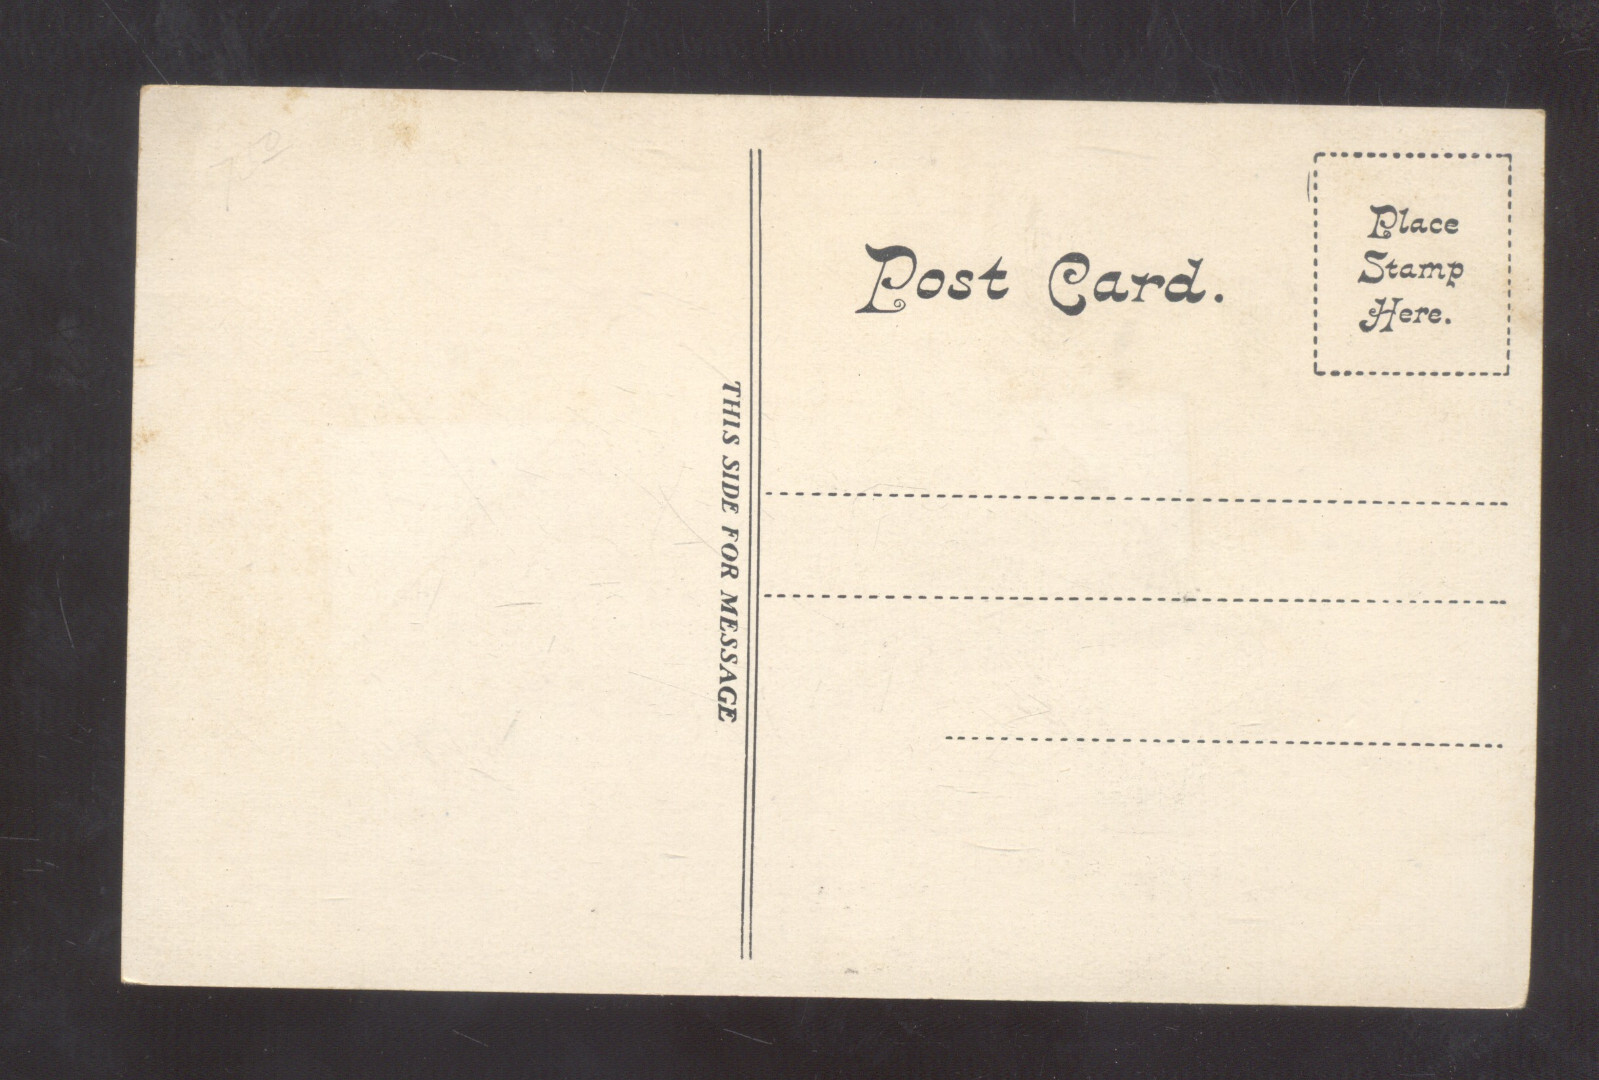 Post Card.
Place
Stamp
Here.
THIS SIDE FOR MESSAGE